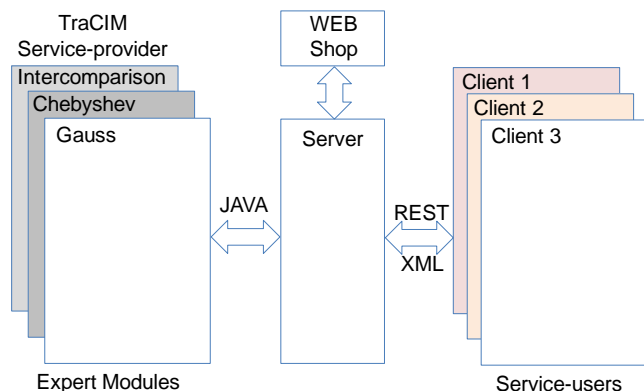 TraCIM
Service-provider
Intercomparison
Chebyshev
Gauss
Expert Modules
JAVA
WEB
Shop
Server
REST
XML
Client 1
Client 2
Client 3
Service-users